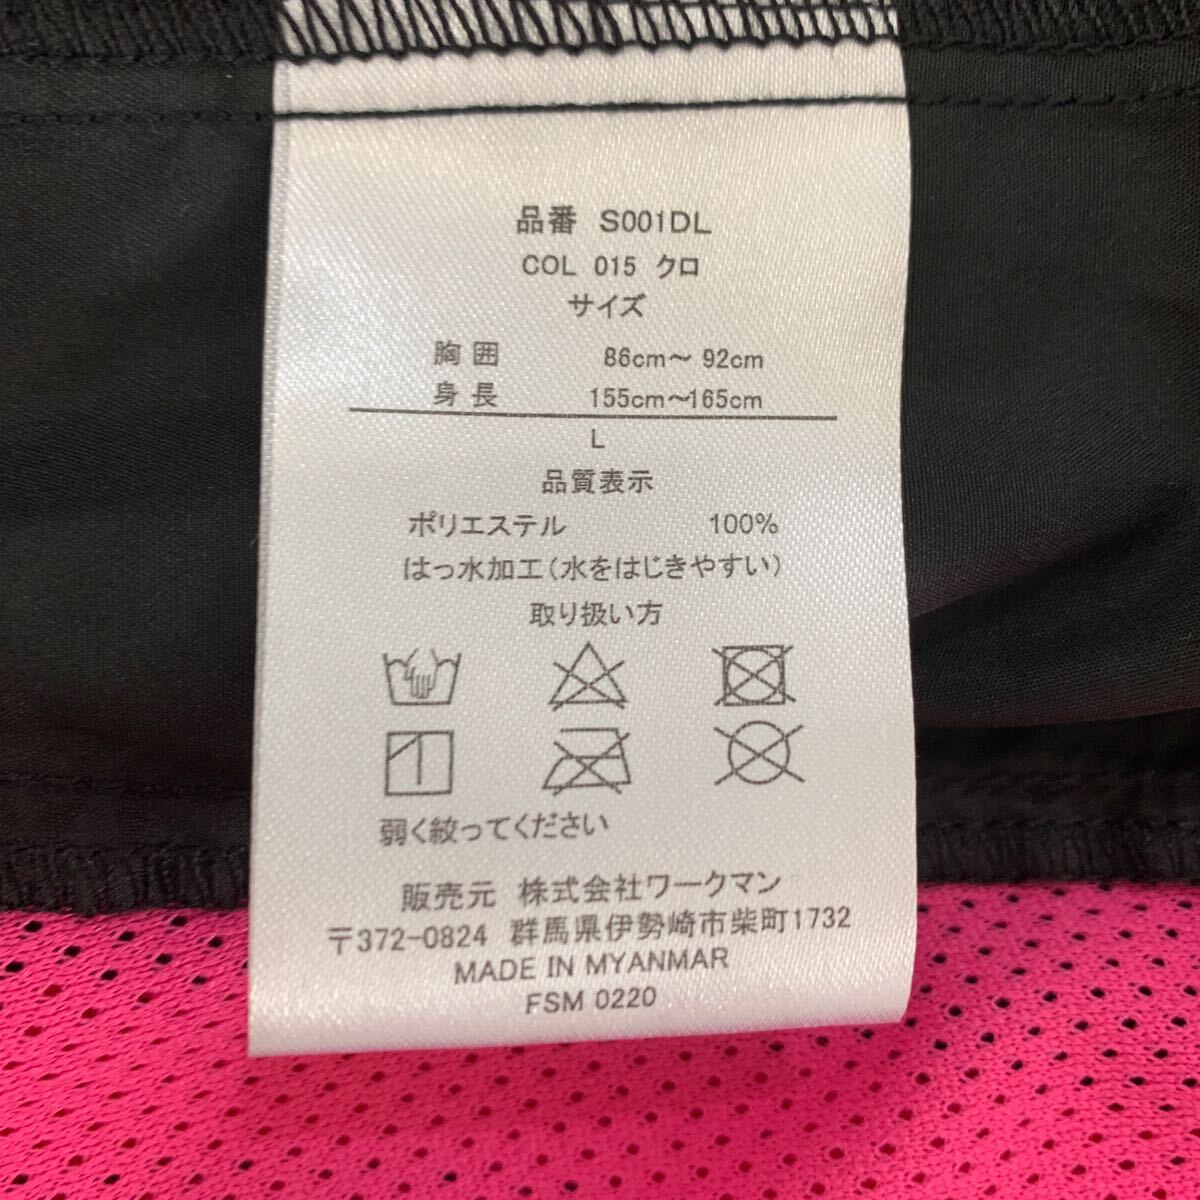 品番 S001DL
COL 015 クロ
サイズ
胸囲 86cm～92cm
身長 155cm～165cm
L
品質表示
ポリエステル 100%
はっ水加工(水をはじきやすい)
取り扱い方
弱く絞ってください
販売元 株式会社ワークマン
〒372-0824 群馬県伊勢崎市柴町1732
MADE IN MYANMAR
FSM 0220